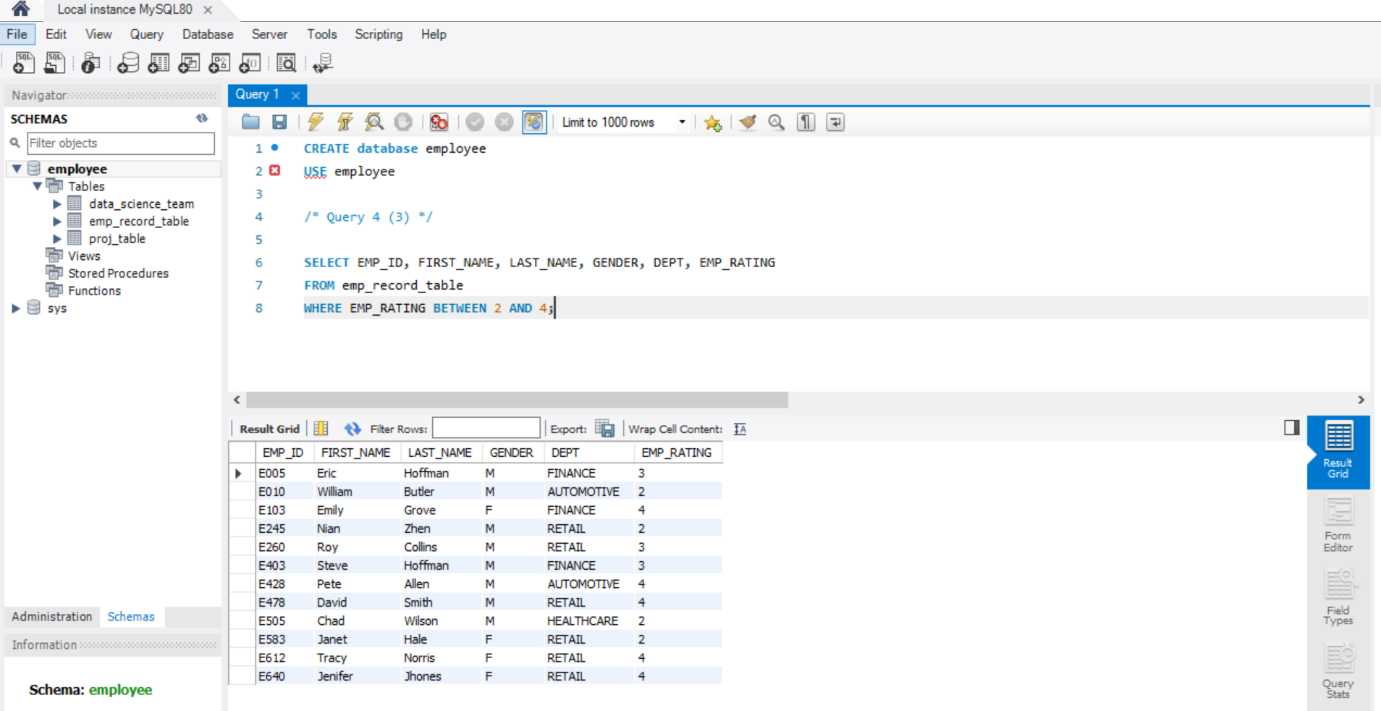 Local instance MySQL80 ×
File Edit View Query Database Server Tools Scripting Help
Navigator
SCHEMAS
Filter objects
employee
Tables
data_science_team
emp_record_table
proj_table
Views
Stored Procedures
Functions
sys
Administration Schemas
Information
Schema: employee
Query 1 ×
Limit to 1000 rows
1 CREATE database employee
2 USE employee
3
4 /* Query 4 (3) */
5
6 SELECT EMP_ID, FIRST_NAME, LAST_NAME, GENDER, DEPT, EMP_RATING
7 FROM emp_record_table
8 WHERE EMP_RATING BETWEEN 2 AND 4;
Result Grid Filter Rows: Export: Wrap Cell Content:
EMP_ID FIRST_NAME LAST_NAME GENDER DEPT EMP_RATING
E005 Eric Hoffman M FINANCE 3
E010 William Butler M AUTOMOTIVE 2
E103 Emily Grove F FINANCE 4
E245 Nian Zhen M RETAIL 2
E260 Roy Collins M RETAIL 3
E403 Steve Hoffman M FINANCE 3
E428 Pete Allen M AUTOMOTIVE 4
E478 David Smith M RETAIL 4
E505 Chad Wilson M HEALTHCARE 2
E583 Janet Hale F RETAIL 2
E612 Tracy Norris F RETAIL 4
E640 Jenifer Jhones F RETAIL 4
Result
Grid
Form
Editor
Field
Types
Query
Stats